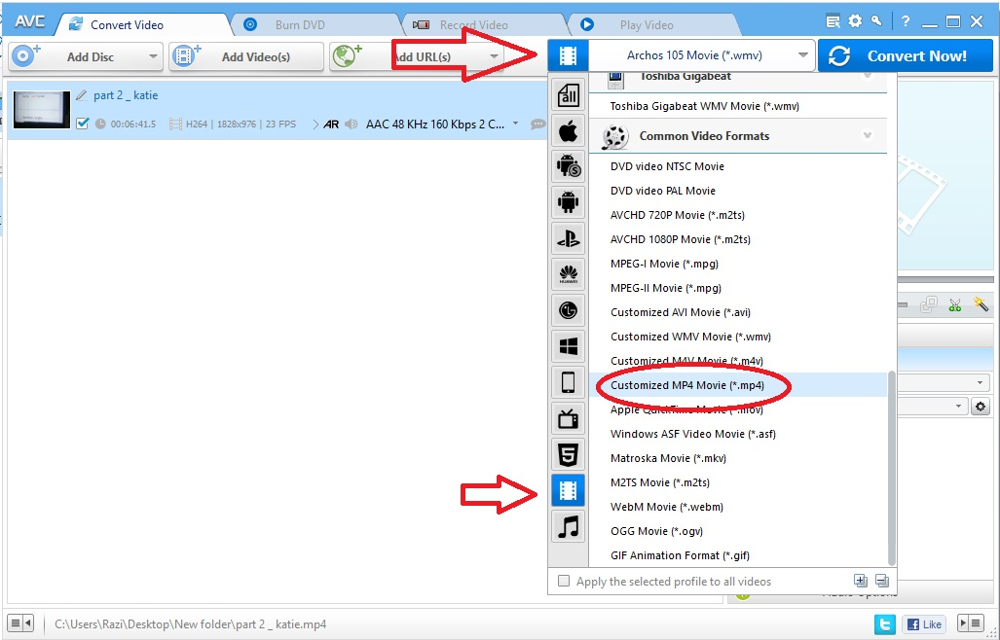 AVC Convert Video Burn DVD Record Video Play Video ?
Add Disc Add Video(s) Add URL(s) Archos 105 Movie (*.wmv) Convert Now!
part 2 _ katie
00:06:41.5 H264 | 1828x976 | 23 FPS AR AAC 48 KHz 160 Kbps 2 C...
all
Toshiba Gigabeat
Toshiba Gigabeat WMV Movie (*.wmv)
Common Video Formats
DVD video NTSC Movie
DVD video PAL Movie
AVCHD 720P Movie (*.m2ts)
AVCHD 1080P Movie (*.m2ts)
MPEG-I Movie (*.mpg)
HUAWEI
MPEG-II Movie (*.mpg)
Customized AVI Movie (*.avi)
Customized WMV Movie (*.wmv)
Customized M4V Movie (*.m4v)
Customized MP4 Movie (*.mp4)
Apple QuickTime Movie (*.mov)
Windows ASF Video Movie (*.asf)
Matroska Movie (*.mkv)
M2TS Movie (*.m2ts)
WebM Movie (*.webm)
OGG Movie (*.ogv)
GIF Animation Format (*.gif)
Apply the selected profile to all videos
Audio Options
C:\Users\Razi\Desktop\New folder\part 2 _ katie.mp4
Like